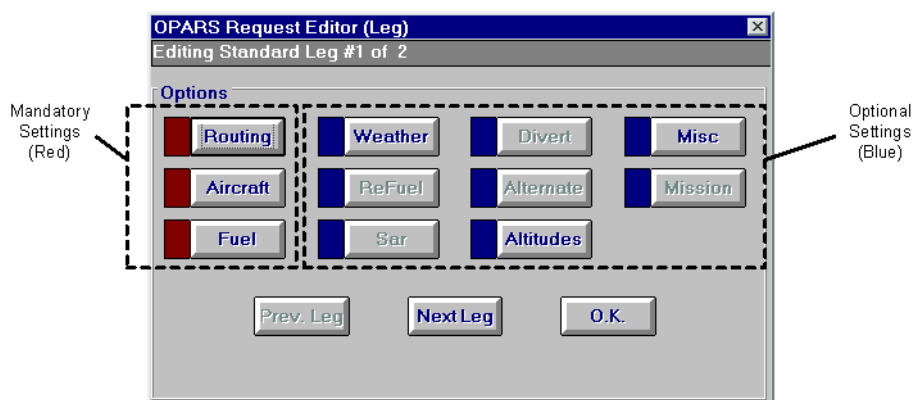 OPARS Request Editor (Leg)
Editing Standard Leg #1 of 2
Options
Mandatory
Settings
(Red)
Routing
Weather
Divert
Misc
Optional
Settings
(Blue)
Aircraft
ReFuel
Alternate
Mission
Fuel
Sar
Altitudes
Prev. Leg
Next Leg
O.K.